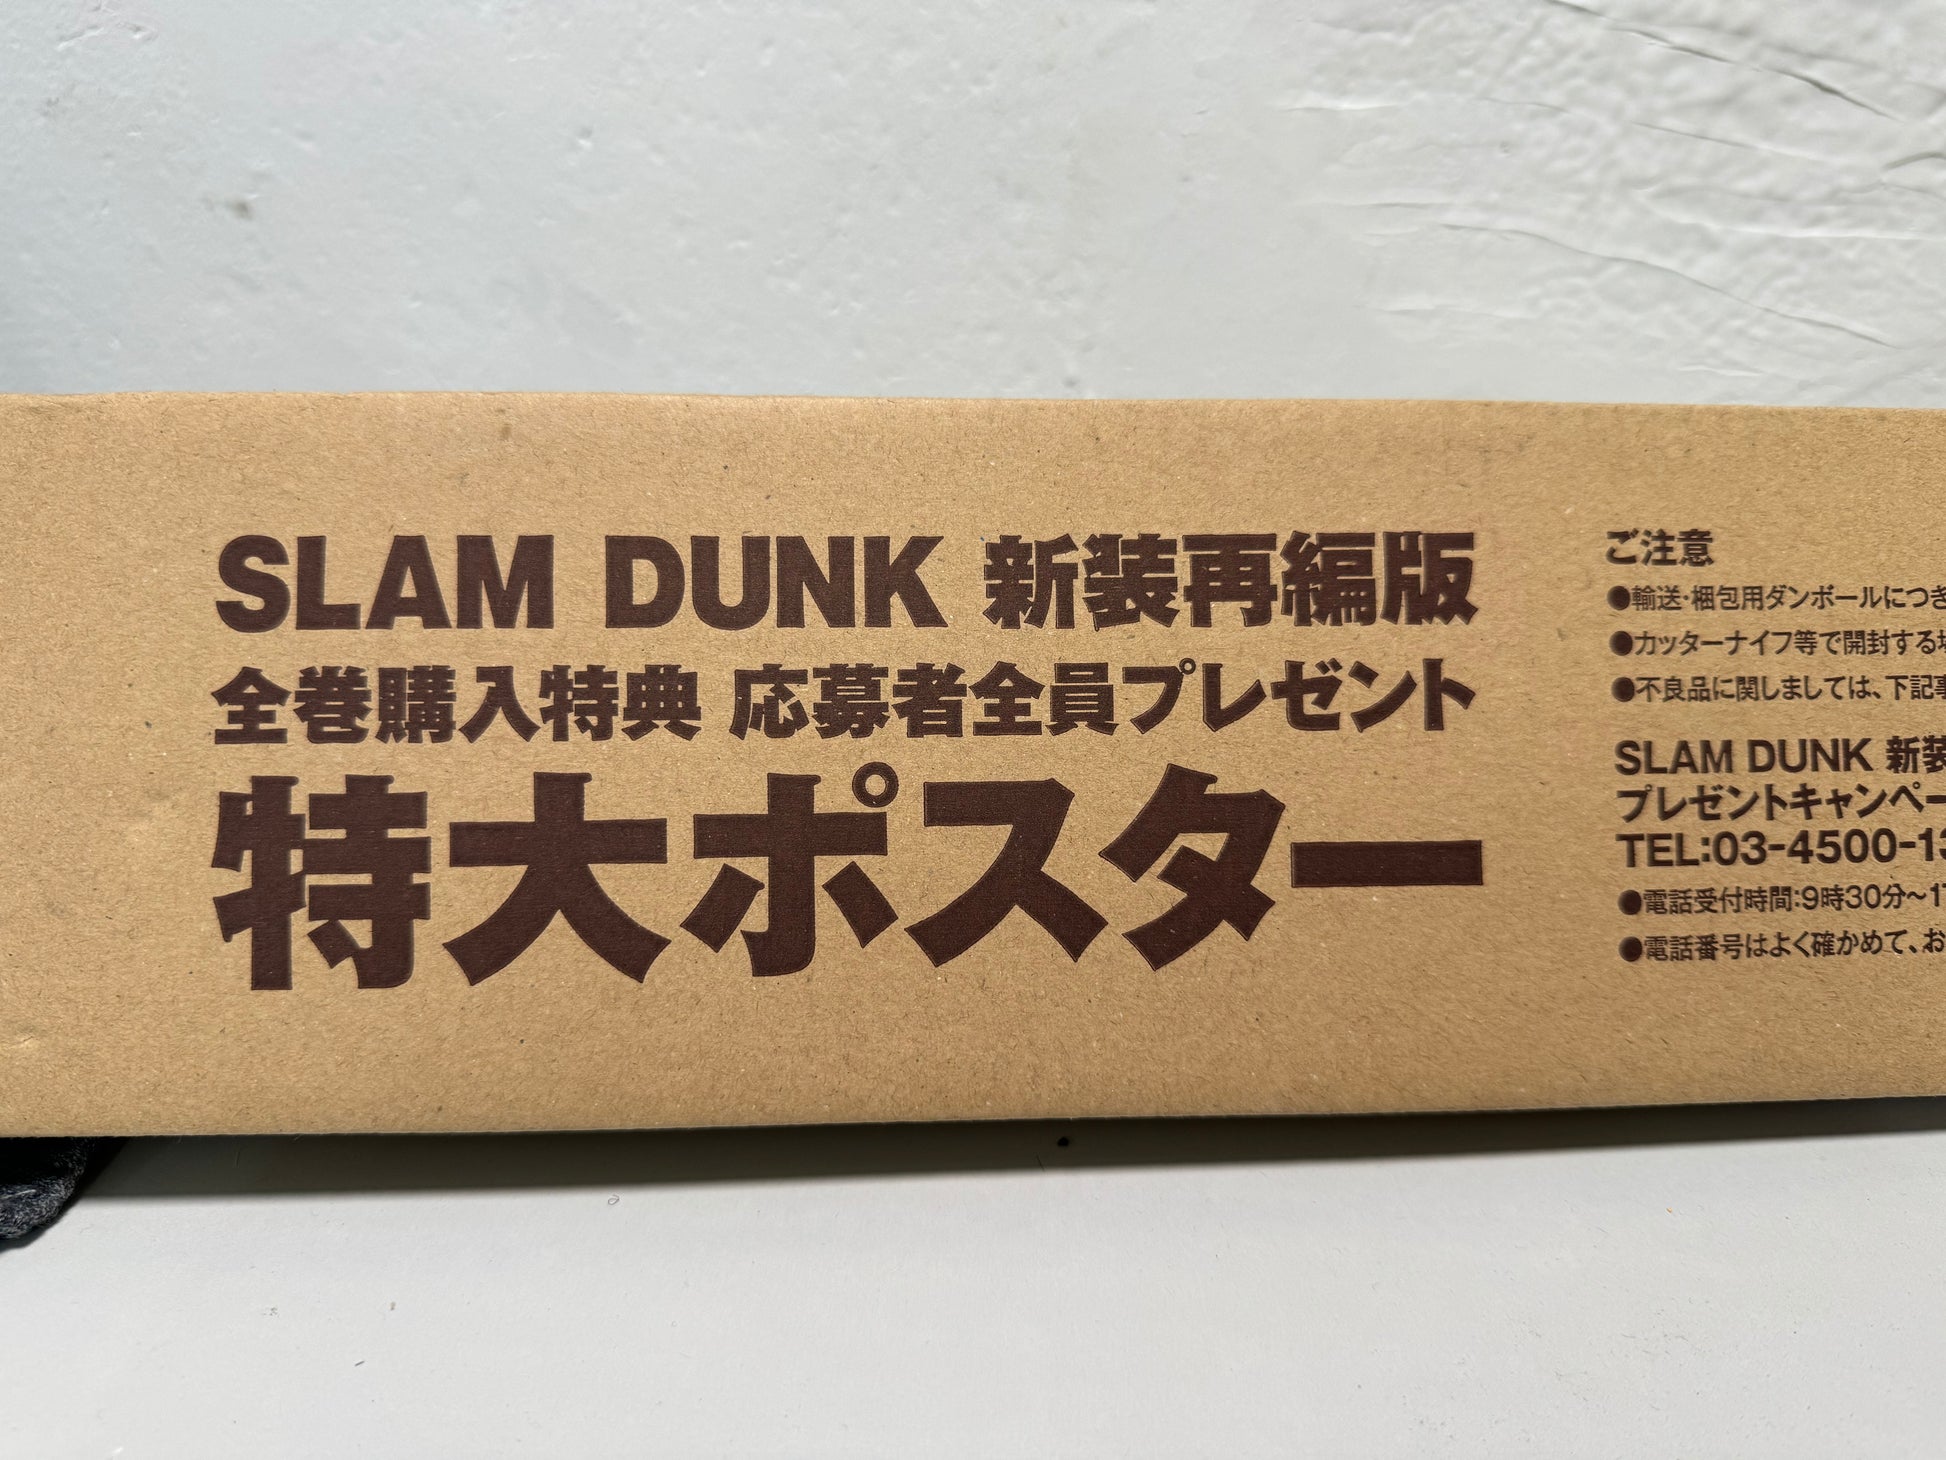 SLAM DUNK 新装再編版
全巻購入特典 応募者全員プレゼント
特大ポスター
ご注意
●輸送・梱包用ダンボールにつき
●カッターナイフ等で開封する
●不良品に関しましては、下記
SLAM DUNK 新装
プレゼントキャンペー
TEL:03-4500-1
●電話受付時間:9時30分～1
●電話番号はよく確かめて、お